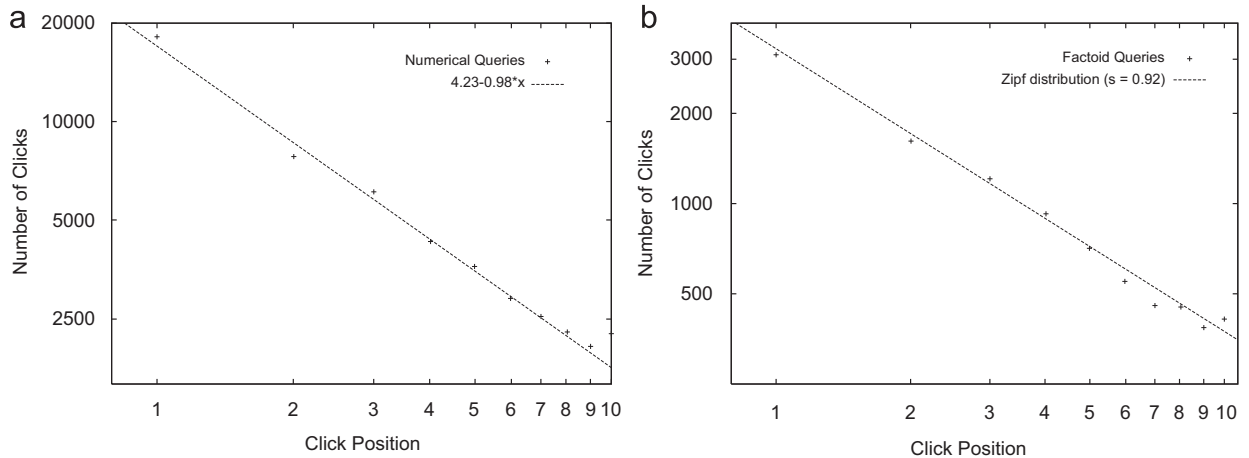 a
Number of Clicks
20000
10000
5000
2500
Numerical Queries
4.23-0.98*x
1 2 3 4 5 6 7 8 9 10
Click Position
b
Number of Clicks
3000
2000
1000
500
Factoid Queries
Zipf distribution (s = 0.92)
1 2 3 4 5 6 7 8 9 10
Click Position